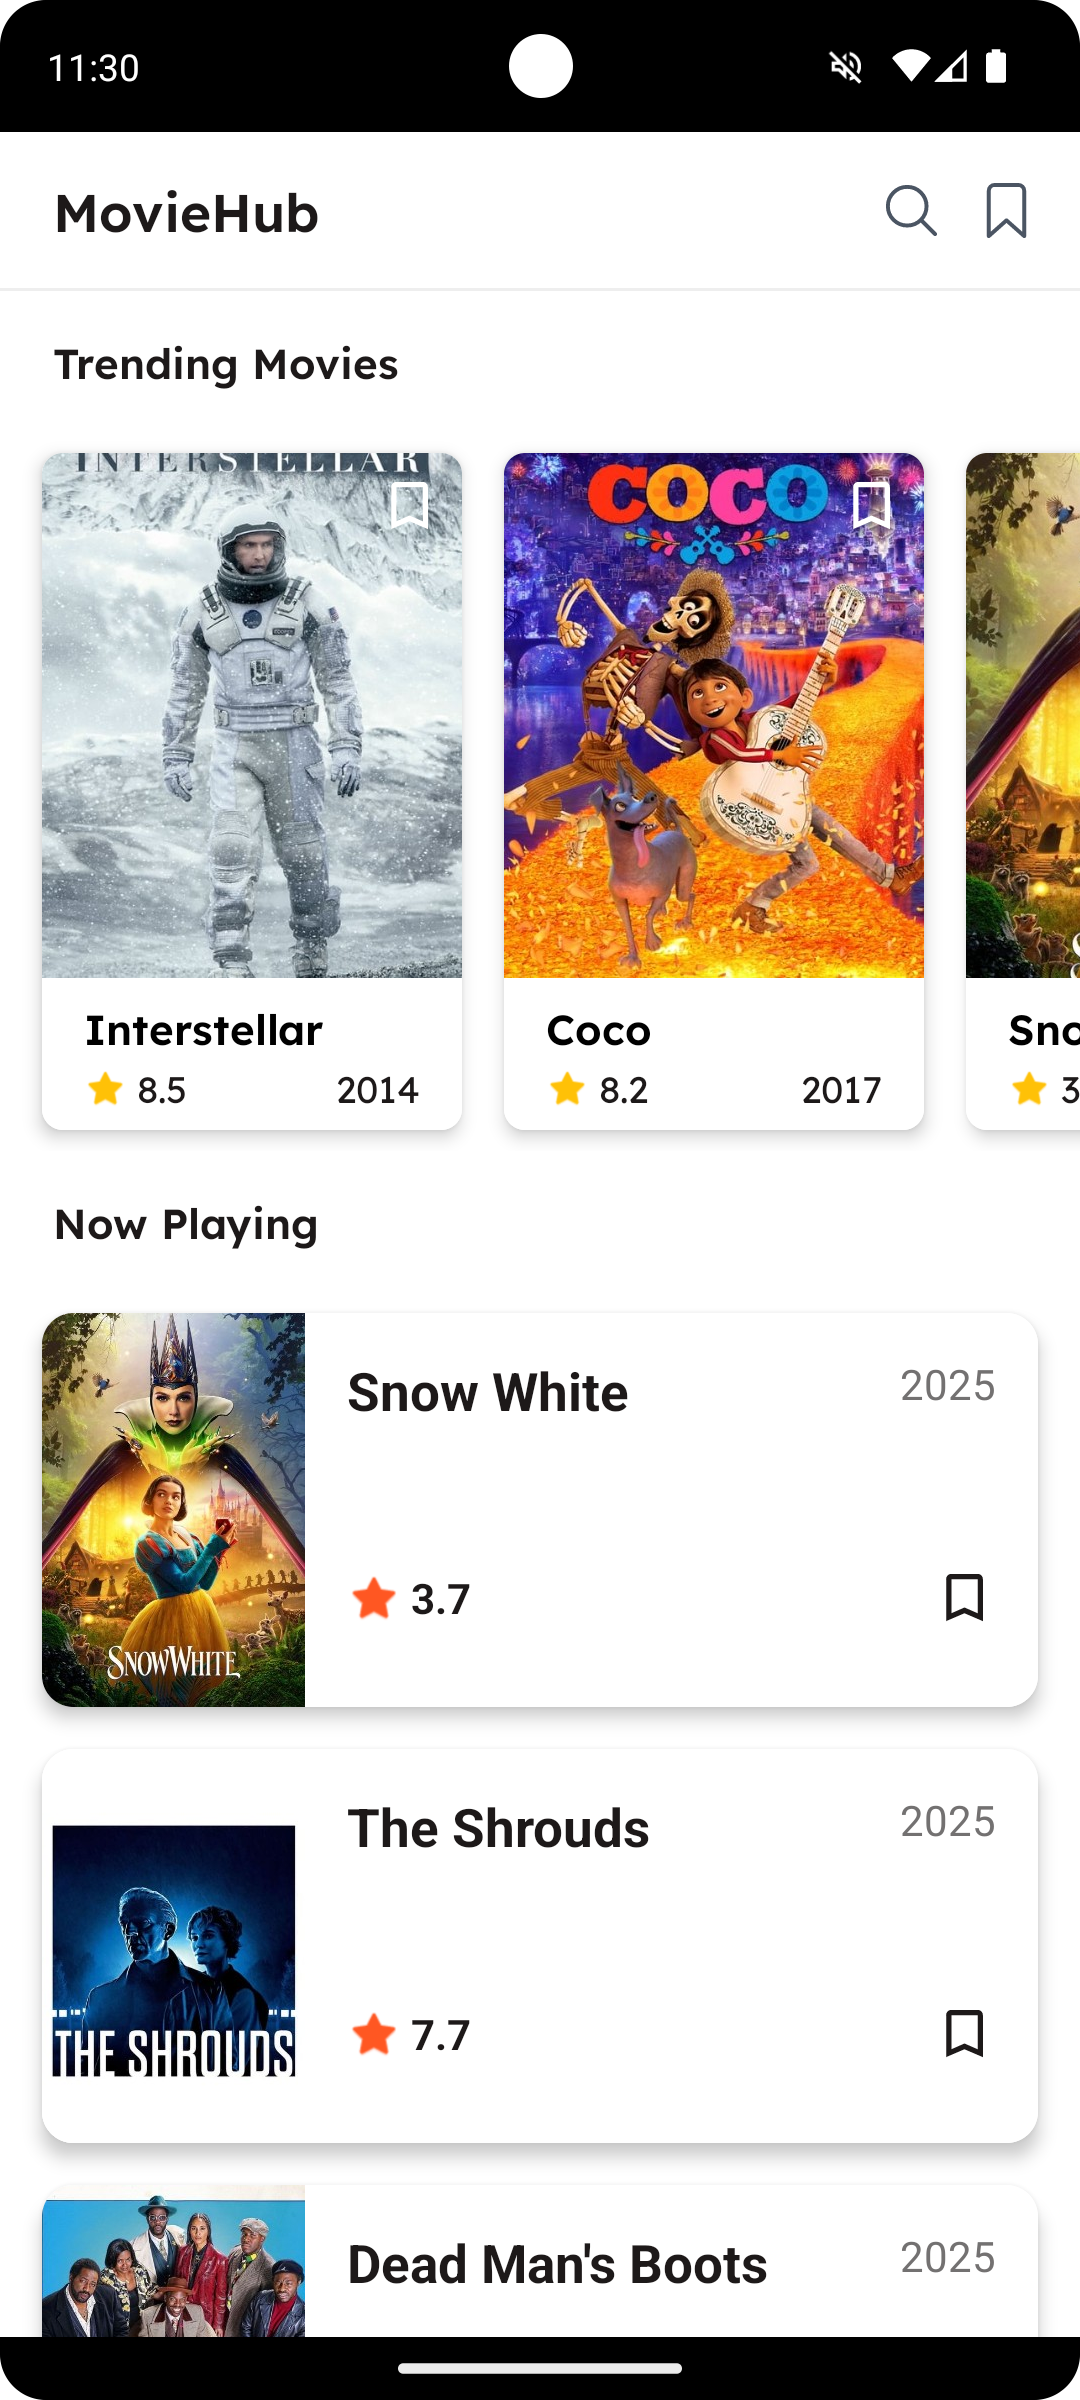 11:30
MovieHub
Trending Movies
INTERSTELLAR
COCO
Interstellar
8.5 2014
Coco
8.2 2017
Sno
3
Now Playing
Snow White 2025
SNOW WHITE
3.7
The Shrouds 2025
THE SHROUDS
7.7
Dead Man's Boots 2025